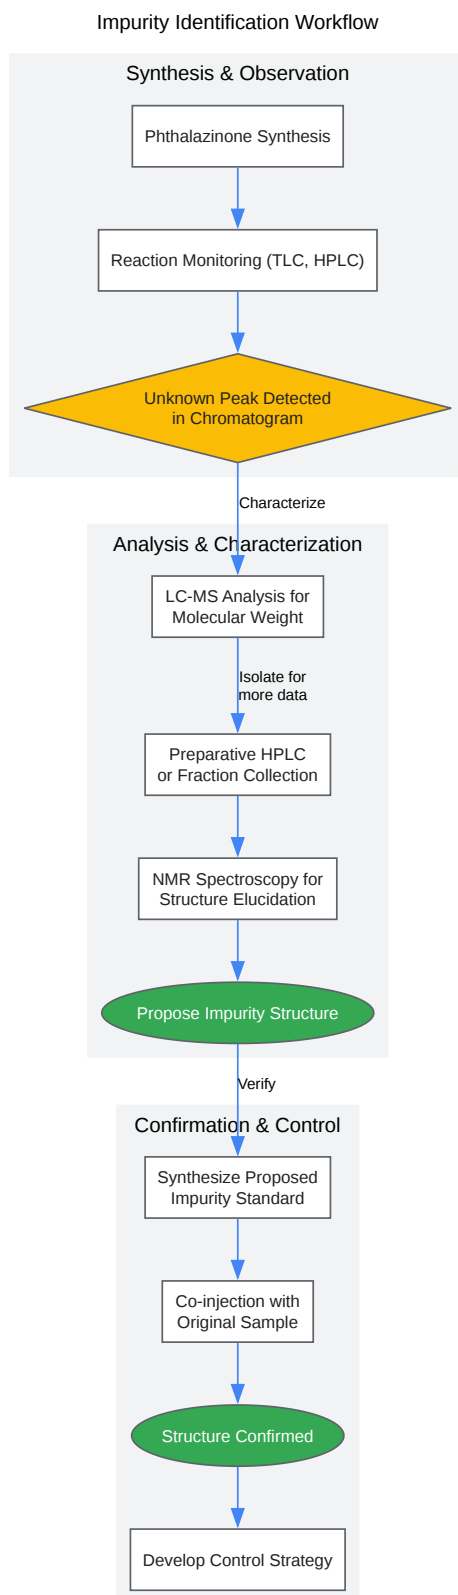 Impurity Identification Workflow
Synthesis & Observation
Phthalazinone Synthesis
Reaction Monitoring (TLC, HPLC)
Unknown Peak Detected
in Chromatogram
Characterize
Analysis & Characterization
LC-MS Analysis for
Molecular Weight
Isolate for
more data
Preparative HPLC
or Fraction Collection
NMR Spectroscopy for
Structure Elucidation
Propose Impurity Structure
Verify
Confirmation & Control
Synthesize Proposed
Impurity Standard
Co-injection with
Original Sample
Structure Confirmed
Develop Control Strategy